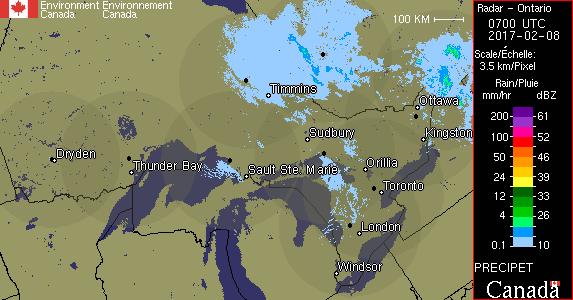 Environment Environnement
Canada Canada
100 KM
Radar - Ontario
0700 UTC
2017-02-08
Scale/Échelle:
3.5 km/Pixel
Rain/Pluie
mm/hr dBZ
200 61
100 52
50 46
24 39
12 33
4 26
0.1 10
PRECIPET
Canada
Timmins
Ottawa
Sudbury
Kingston
Dryden
Thunder Bay
Sault Ste. Marie
Orillia
Toronto
London
Windsor